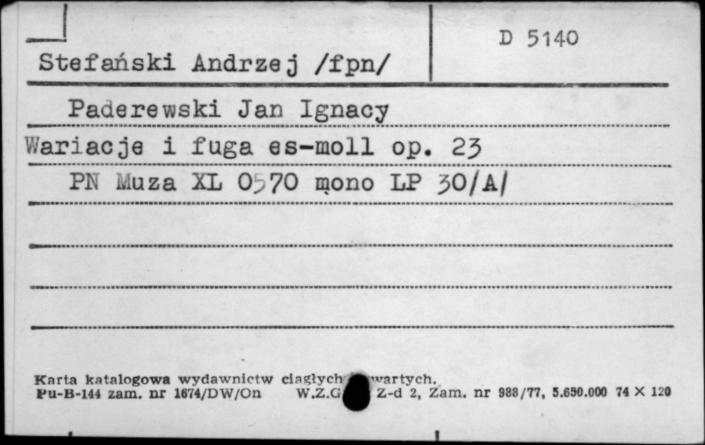 D 5140
Stefański Andrzej /fpn/
Paderewski Jan Ignacy
Wariacje i fuga es-moll op. 23
PN Muza XL 0570 mono LP 30/A/
Karta katalogowa wydawnictw ciągłych
Pu-B-144 zam. nr 1674/DW/On W.Z.G Z-d 2, Zam. nr 988/77, 5.650.000 74 X 120